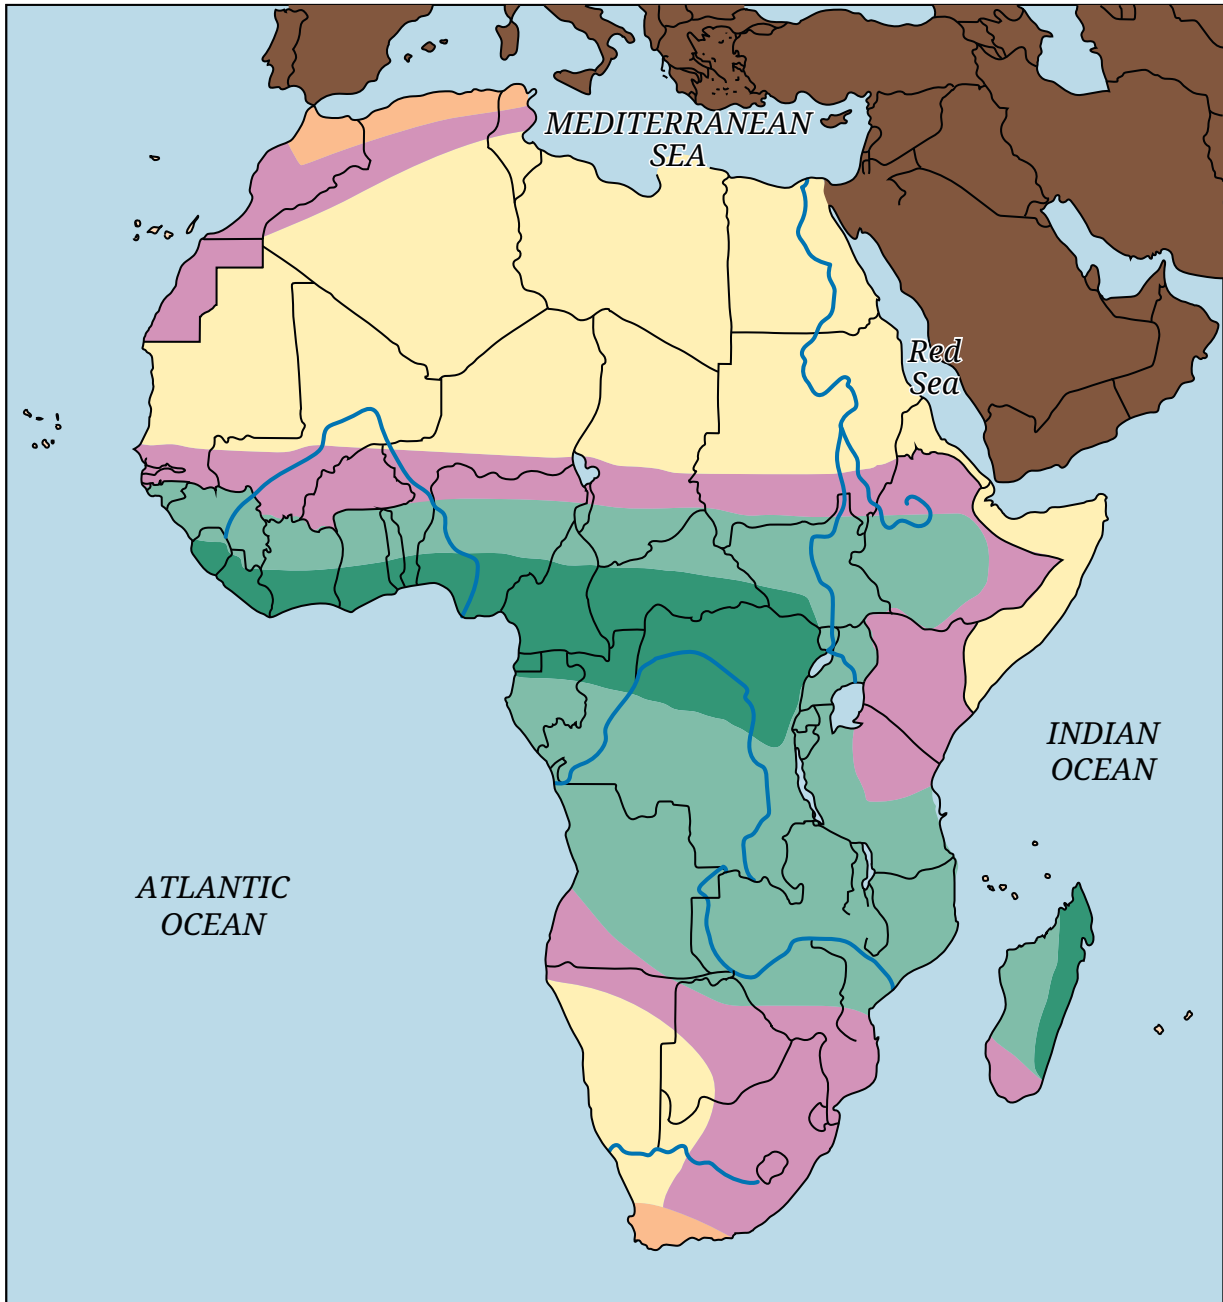 MEDITERRANEAN
SEA
Red
Sea
INDIAN
OCEAN
ATLANTIC
OCEAN